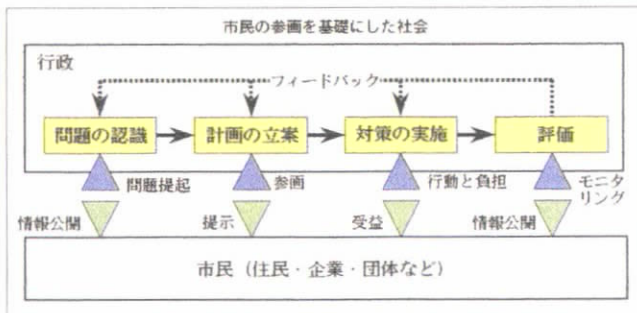 市民の参画を基礎にした社会
行政
フィードバック
問題の認識
計画の立案
対策の実施
評価
問題提起
参画
行動と負担
モニタ
リング
情報公開
提示
受益
情報公開
市民（住民・企業・団体など）